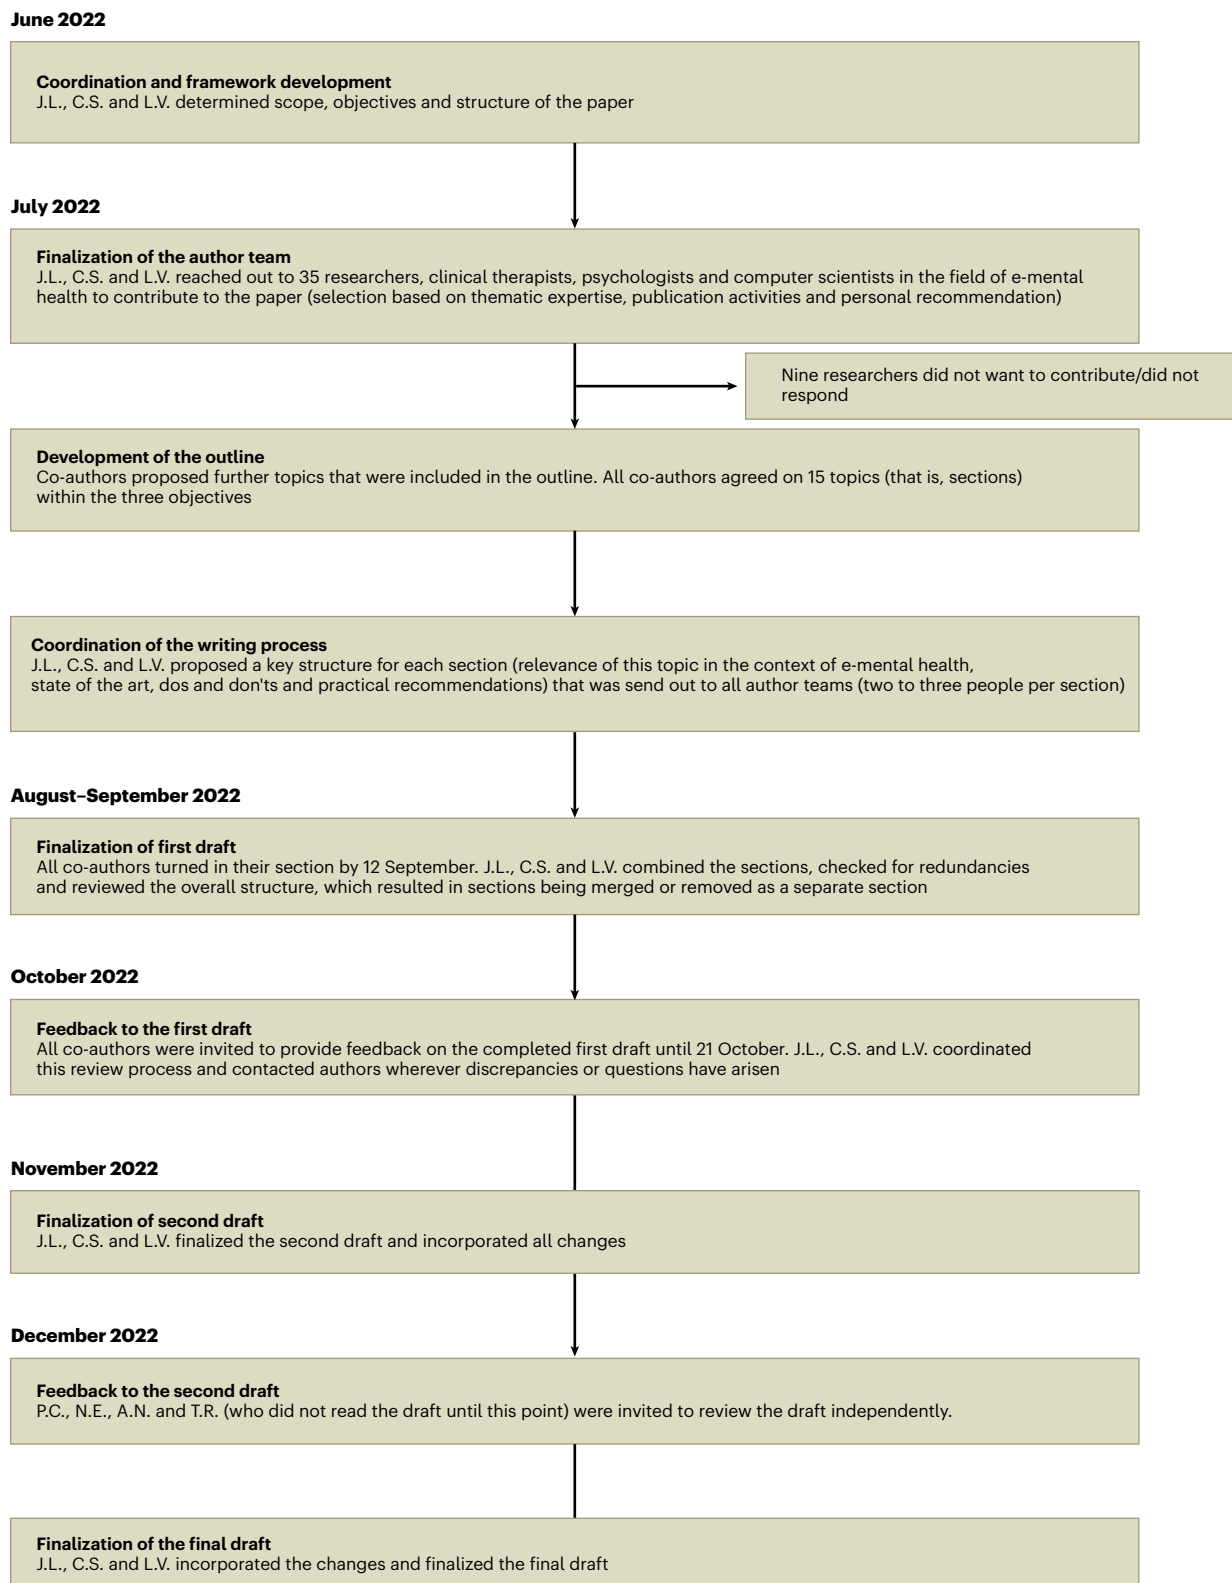 June 2022
Coordination and framework development
J.L., C.S. and L.V. determined scope, objectives and structure of the paper
July 2022
Finalization of the author team
J.L., C.S. and L.V. reached out to 35 researchers, clinical therapists, psychologists and computer scientists in the field of e-mental
health to contribute to the paper (selection based on thematic expertise, publication activities and personal recommendation)
Nine researchers did not want to contribute/did not
respond
Development of the outline
Co-authors proposed further topics that were included in the outline. All co-authors agreed on 15 topics (that is, sections)
within the three objectives
Coordination of the writing process
J.L., C.S. and L.V. proposed a key structure for each section (relevance of this topic in the context of e-mental health,
state of the art, dos and don'ts and practical recommendations) that was send out to all author teams (two to three people per section)
August–September 2022
Finalization of first draft
All co-authors turned in their section by 12 September. J.L., C.S. and L.V. combined the sections, checked for redundancies
and reviewed the overall structure, which resulted in sections being merged or removed as a separate section
October 2022
Feedback to the first draft
All co-authors were invited to provide feedback on the completed first draft until 21 October. J.L., C.S. and L.V. coordinated
this review process and contacted authors wherever discrepancies or questions have arisen
November 2022
Finalization of second draft
J.L., C.S. and L.V. finalized the second draft and incorporated all changes
December 2022
Feedback to the second draft
P.C., N.E., A.N. and T.R. (who did not read the draft until this point) were invited to review the draft independently.
Finalization of the final draft
J.L., C.S. and L.V. incorporated the changes and finalized the final draft